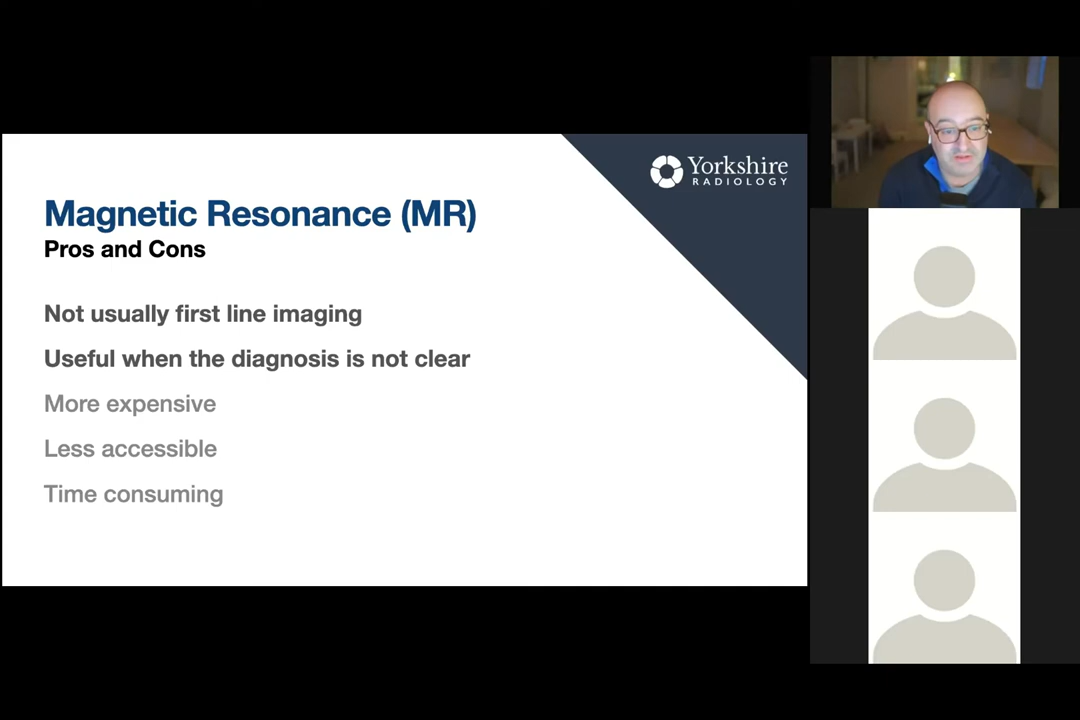 Yorkshire
RADIOLOGY
Magnetic Resonance (MR)
Pros and Cons
Not usually first line imaging
Useful when the diagnosis is not clear
More expensive
Less accessible
Time consuming